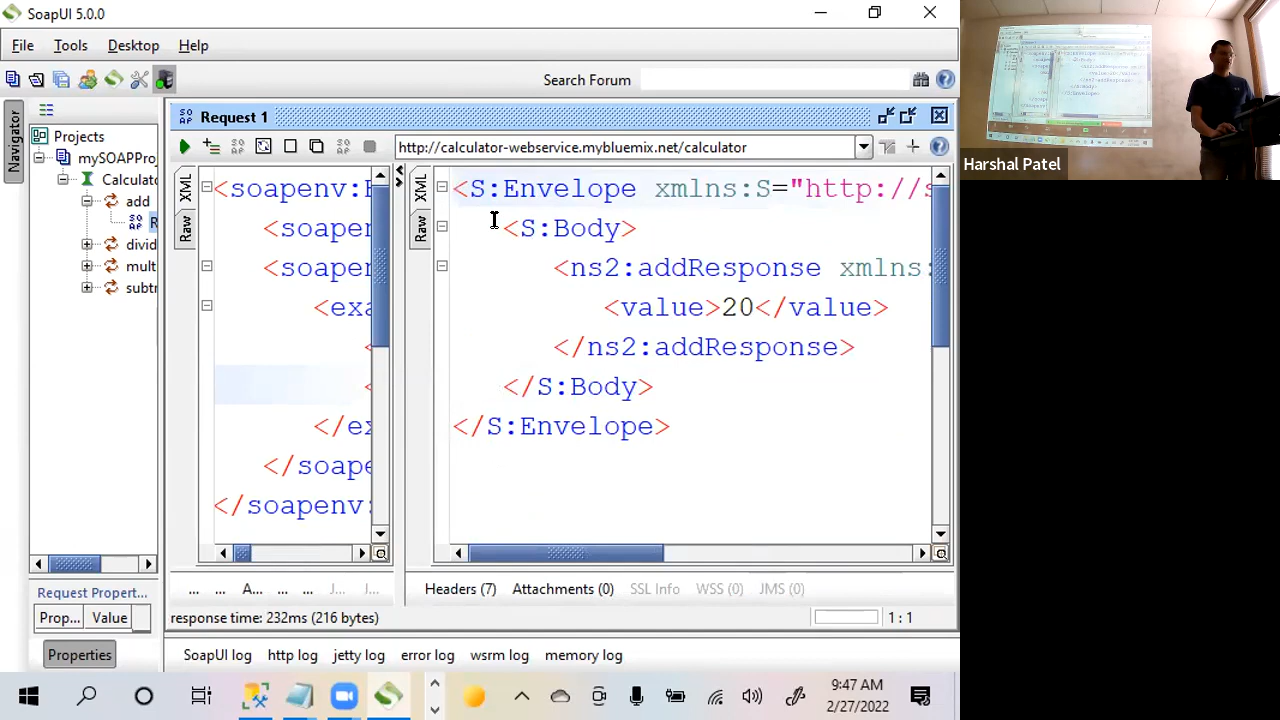 SoapUI 5.0.0
File Tools Desktop Help
Search Forum
Navigator
Projects
mySOAPPro
Calculato
add
R
divid
mult
subtr
Request 1
http://calculator-webservice.mybluemix.net/calculator
XML
Raw
<soapenv:E
<soapen
<soapen
<exa
<
<
</ex
</soape
</soapenv:
XML
Raw
<S:Envelope xmlns:S="http://s
<S:Body>
<ns2:addResponse xmlns:
<value>20</value>
</ns2:addResponse>
</S:Body>
</S:Envelope>
... ... A... ... ... J... J...
Headers (7) Attachments (0) SSL Info WSS (0) JMS (0)
response time: 232ms (216 bytes)
1 : 1
Request Propert...
Prop... Value
Properties
SoapUI log http log jetty log error log wsrm log memory log
9:47 AM
2/27/2022
Harshal Patel